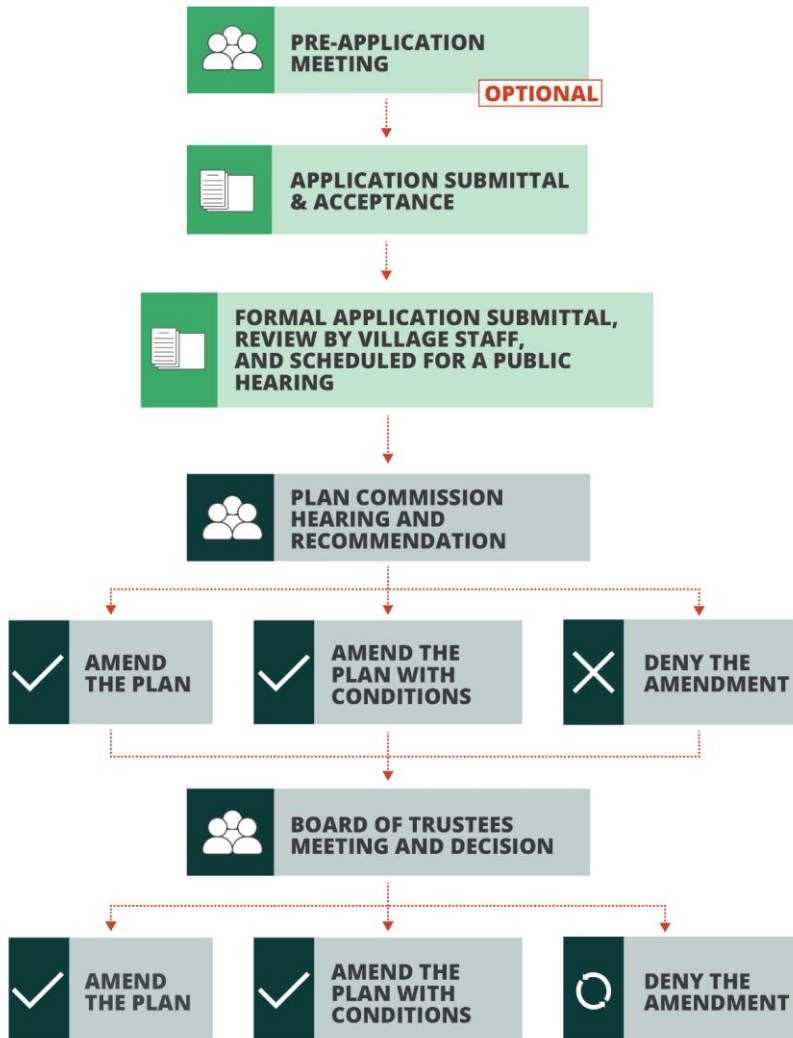 PRE-APPLICATION
MEETING
OPTIONAL
APPLICATION SUBMITTAL
& ACCEPTANCE
FORMAL APPLICATION SUBMITTAL,
REVIEW BY VILLAGE STAFF,
AND SCHEDULED FOR A PUBLIC
HEARING
PLAN COMMISSION
HEARING AND
RECOMMENDATION
AMEND
THE PLAN
AMEND THE
PLAN WITH
CONDITIONS
DENY THE
AMENDMENT
BOARD OF TRUSTEES
MEETING AND DECISION
AMEND
THE PLAN
AMEND THE
PLAN WITH
CONDITIONS
DENY THE
AMENDMENT